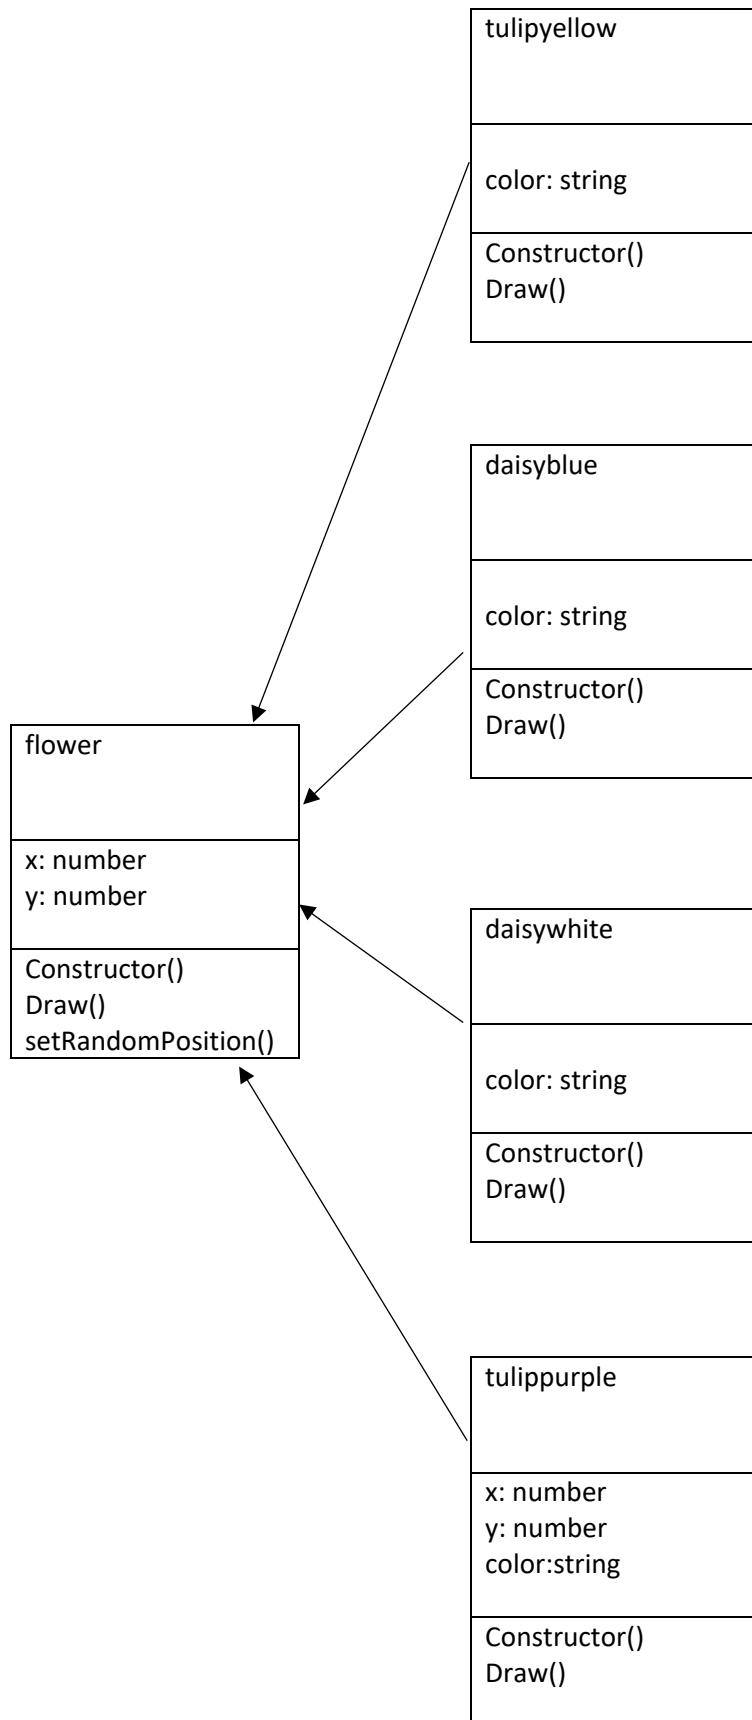 tulipyellow
color: string
Constructor()
Draw()
daisyblue
color: string
Constructor()
Draw()
flower
x: number
y: number
Constructor()
Draw()
setRandomPosition()
daisywhite
color: string
Constructor()
Draw()
tulippurple
x: number
y: number
color:string
Constructor()
Draw()